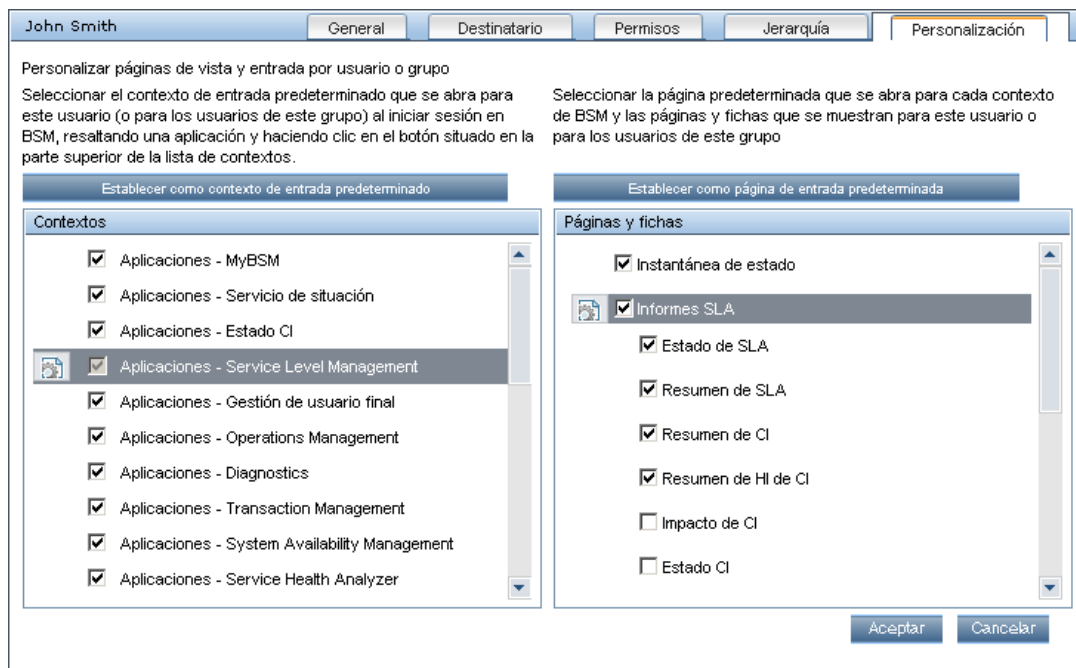 John Smith
General
Destinatario
Permisos
Jerarquía
Personalización
Personalizar páginas de vista y entrada por usuario o grupo
Seleccionar el contexto de entrada predeterminado que se abra para
este usuario (o para los usuarios de este grupo) al iniciar sesión en
BSM, resaltando una aplicación y haciendo clic en el botón situado en la
parte superior de la lista de contextos.
Seleccionar la página predeterminada que se abra para cada contexto
de BSM y las páginas y fichas que se muestran para este usuario o
para los usuarios de este grupo
Establecer como contexto de entrada predeterminado
Contextos
Aplicaciones - MyBSM
Aplicaciones - Servicio de situación
Aplicaciones - Estado CI
Aplicaciones - Service Level Management
Aplicaciones - Gestión de usuario final
Aplicaciones - Operations Management
Aplicaciones - Diagnostics
Aplicaciones - Transaction Management
Aplicaciones - System Availability Management
Aplicaciones - Service Health Analyzer
Establecer como página de entrada predeterminada
Páginas y fichas
Instantánea de estado
Informes SLA
Estado de SLA
Resumen de SLA
Resumen de CI
Resumen de HI de CI
Impacto de CI
Estado CI
Aceptar
Cancelar